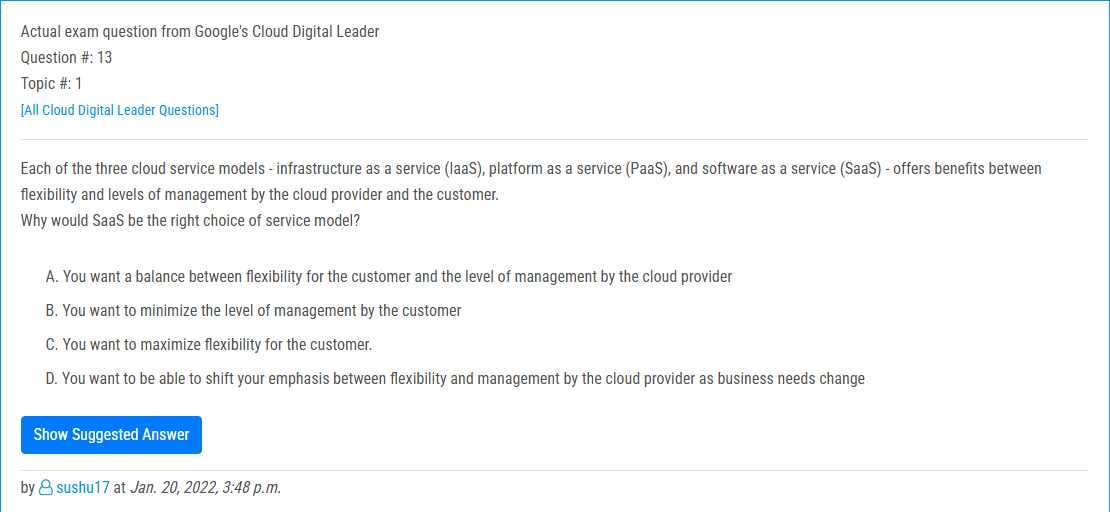 Actual exam question from Google's Cloud Digital Leader
Question #: 13
Topic #: 1
[All Cloud Digital Leader Questions]
Each of the three cloud service models - infrastructure as a service (IaaS), platform as a service (PaaS), and software as a service (SaaS) - offers benefits between
flexibility and levels of management by the cloud provider and the customer.
Why would SaaS be the right choice of service model?
A. You want a balance between flexibility for the customer and the level of management by the cloud provider
B. You want to minimize the level of management by the customer
C. You want to maximize flexibility for the customer.
D. You want to be able to shift your emphasis between flexibility and management by the cloud provider as business needs change
Show Suggested Answer
by sushu17 at Jan. 20, 2022, 3:48 p.m.